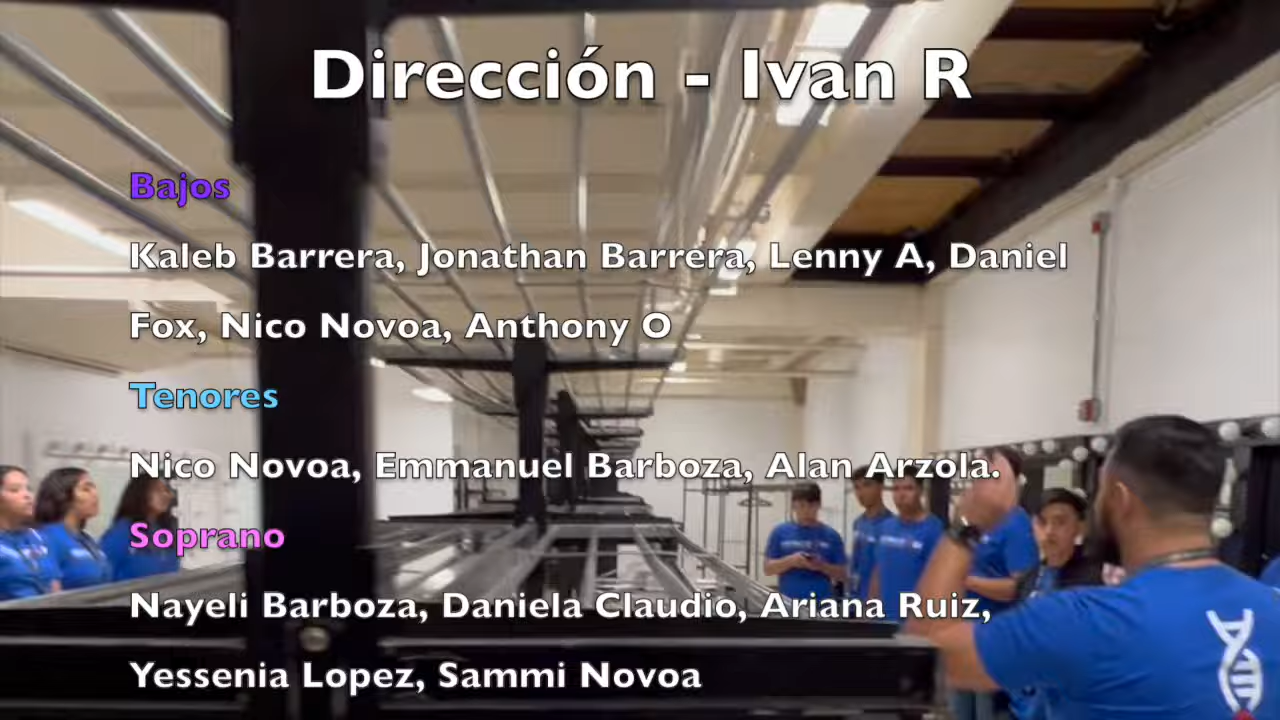 Dirección - Ivan R
Bajos
Kaleb Barrera, Jonathan Barrera, Lenny A, Daniel
Fox, Nico Novoa, Anthony O
Tenores
Nico Novoa, Emmanuel Barboza, Alan Arzola.
Soprano
Nayeli Barboza, Daniela Claudio, Ariana Ruiz,
Yessenia Lopez, Sammi Novoa